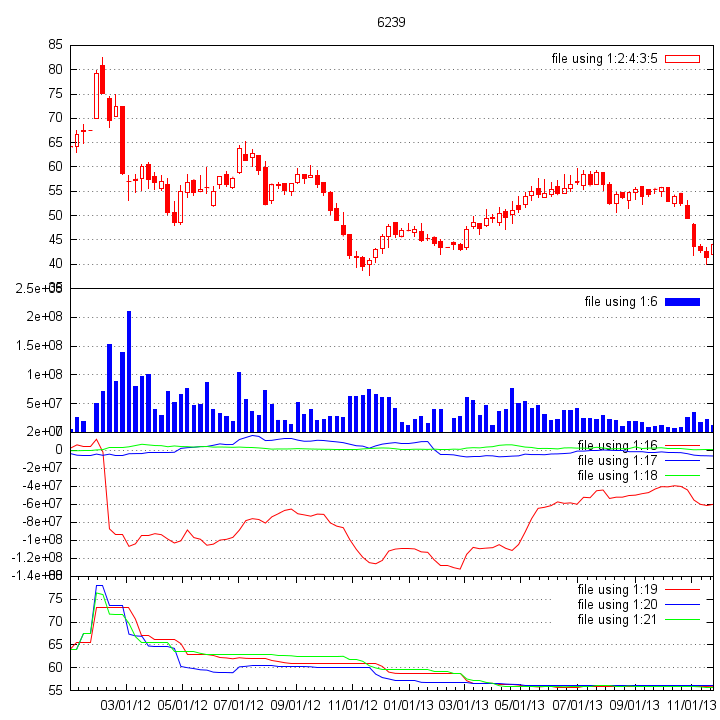 6239
85
file using 1:2:4:3:5
80
75
70
65
60
55
50
45
40
2.5e+08
file using 1:6
2e+08
1.5e+08
1e+08
5e+07
2e+07
file using 1:16
0
file using 1:17
-2e+07
file using 1:18
-4e+07
-6e+07
-8e+07
-1e+08
-1.2e+08
-1.4e+08
file using 1:19
75
file using 1:20
70
file using 1:21
65
60
55
03/01/12 05/01/12 07/01/12 09/01/12 11/01/12 01/01/13 03/01/13 05/01/13 07/01/13 09/01/13 11/01/13